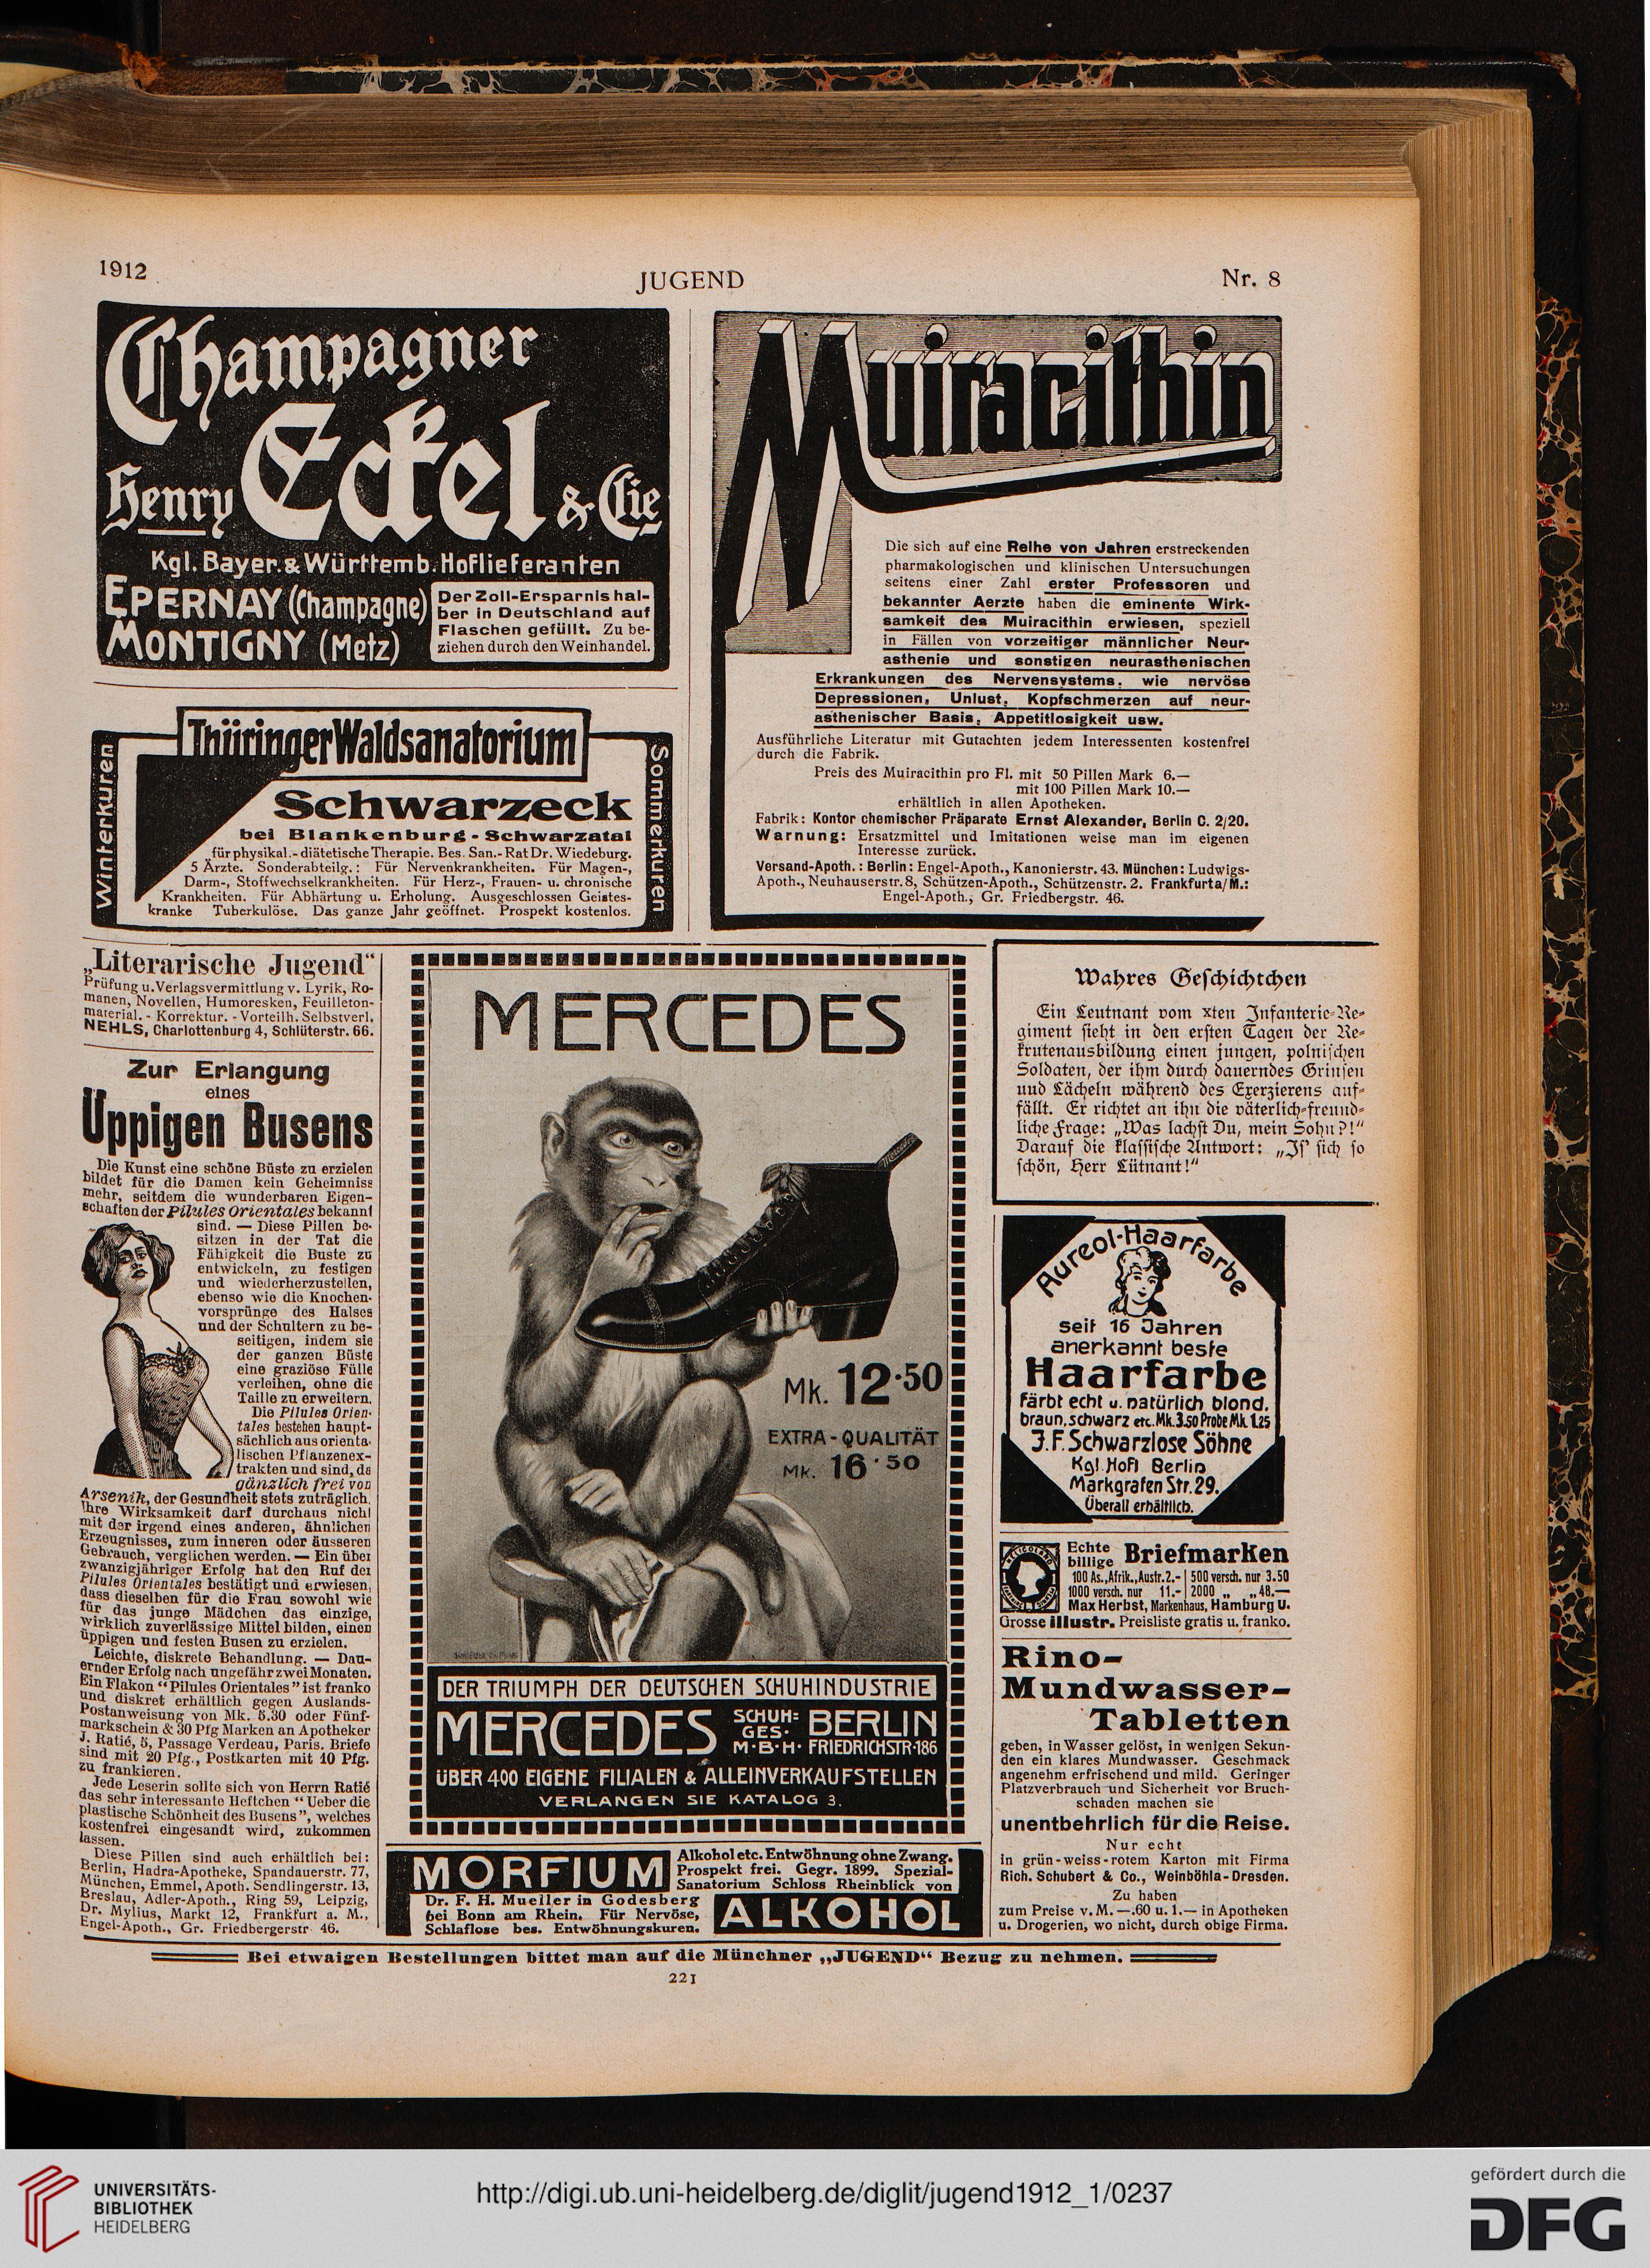 1912
JUGEND
Nr. 8
Champagner
Henry Eckel & Cie
Kgl. Bayer. & Württemb. Hoflieferanten
EPERNAY (Champagne)
MONTIGNY (Metz)
Der Zoll-Ersparnis hal-
ber in Deutschland auf
Flaschen gefüllt. Zu be-
ziehen durch den Weinhandel.
Winterkuren
Thüringer Waldsanatorium
Sommerkuren
Schwarzeck
bei Blankenburg-Schwarzatal
für physikal.-diätetische Therapie. Bes. San.-Rat Dr. Wiedeburg.
5 Ärzte. Sonderabteilg.: Für Nervenkrankheiten. Für Magen-,
Darm-, Stoffwechselkrankheiten. Für Herz-, Frauen- u. chronische
Krankheiten. Für Abhärtung u. Erholung. Ausgeschlossen Geistes-
kranke Tuberkulöse. Das ganze Jahr geöffnet. Prospekt kostenlos.
Muiracithin
Die sich auf eine Reihe von Jahren erstreckenden
pharmakologischen und klinischen Untersuchungen
seitens einer Zahl erster Professoren und
bekannter Aerzte haben die eminente Wirk-
samkeit des Muiracithin erwiesen, speziell
in Fällen von vorzeitiger männlicher Neur-
asthenie und sonstigen neurasthenischen
Erkrankungen des Nervensystems, wie nervöse
Depressionen, Unlust, Kopfschmerzen auf neur-
asthenischer Basis, Appetitlosigkeit usw.
Ausführliche Literatur mit Gutachten jedem Interessenten kostenfrei
durch die Fabrik.
Preis des Muiracithin pro Fl. mit 50 Pillen Mark 6.—
mit 100 Pillen Mark 10.—
erhältlich in allen Apotheken.
Fabrik: Kontor chemischer Präparate Ernst Alexander, Berlin C. 2/20.
Warnung: Ersatzmittel und Imitationen weise man im eigenen
Interesse zurück.
Versand-Apoth.: Berlin: Engel-Apoth., Kanonierstr. 43. München: Ludwigs-
Apoth., Neuhauserstr. 8, Schützen-Apoth., Schützenstr. 2. Frankfurt a/M.:
Engel-Apoth., Gr. Friedbergstr. 46.
„Literarische Jugend“
Prüfung u. Verlagsvermittlung v. Lyrik, Ro-
manen, Novellen, Humoresken, Feuilleton-
material. - Korrektur. - Vorteilh. Selbstverl.
NEHLS, Charlottenburg 4, Schlüterstr. 66.
Zur Erlangung
eines
Üppigen Busens
Die Kunst eine schöne Büste zu erzielen
bildet für die Damen kein Geheimniss
mehr, seitdem die wunderbaren Eigen-
schaften der Pilules Orientales bekannt
sind. — Diese Pillen be-
sitzen in der Tat die
Fähigkeit die Buste zu
entwickeln, zu festigen
und wiederherzustellen,
ebenso wie die Knochen-
vorsprünge des Halses
und der Schultern zu be-
seitigen, indem sie
der ganzen Büste
eine graziöse Fülle
verleihen, ohne die
Taille zu erweitern.
Die Pilules Orien-
tales bestehen haupt-
sächlich aus orienta-
lischen Pflanzenex-
trakten und sind, da
gänzlich frei von
Arsenik, der Gesundheit stets zuträglich.
Ihre Wirksamkeit darf durchaus nicht
mit der irgend eines anderen, ähnlichen
Erzeugnisses, zum inneren oder äusseren
Gebrauch, verglichen werden. — Ein über
zwanzigjähriger Erfolg hat den Ruf der
Pilules Orientales bestätigt und erwiesen,
dass dieselben für die Frau sowohl wie
für das junge Mädchen das einzige,
wirklich zuverlässige Mittel bilden, einen
üppigen und festen Busen zu erzielen.
Leichte, diskrete Behandlung. — Dau-
ernder Erfolg nach ungefähr zwei Monaten.
Ein Flakon “Pilules Orientales” ist franko
und diskret erhältlich gegen Auslands-
Postanweisung von Mk. 5.30 oder Fünf-
markschein & 30 Pfg Marken an Apotheker
J. Ratié, 5, Passage Verdeau, Paris. Briefe
sind mit 20 Pfg., Postkarten mit 10 Pfg.
zu frankieren.
Jede Leserin sollte sich von Herrn Ratié
das sehr interessante Heftchen “Ueber die
plastische Schönheit des Busens”, welches
kostenfrei eingesandt wird, zukommen
lassen.
Diese Pillen sind auch erhältlich bei:
Berlin, Hadra-Apotheke, Spandauerstr. 77,
München, Emmel, Apoth. Sendlingerstr. 13,
Breslau, Adler-Apoth., Ring 59, Leipzig,
Dr. Mylius, Markt 12, Frankfurt a. M.,
Engel-Apoth., Gr. Friedbergerstr 46.
MERCEDES
Mercedes
Mk. 12·50
EXTRA-QUALITÄT
Mk. 16·50
DER TRIUMPH DER DEUTSCHEN SCHUHINDUSTRIE
MERCEDES SCHUH= GES. M·B·H· BERLIN FRIEDRICHSTR·186
ÜBER 400 EIGENE FILIALEN & ALLEINVERKAUFSTELLEN
VERLANGEN SIE KATALOG 3.
MORFIUM
Alkohol etc. Entwöhnung ohne Zwang.
Prospekt frei. Gegr. 1899. Spezial-
Sanatorium Schloss Rheinblick von
Dr. F. H. Mueller in Godesberg
bei Bonn am Rhein. Für Nervöse,
Schlaflose bes. Entwöhnungskuren.
ALKOHOL
Wahres Geschichtchen
Ein Leutnant vom xten Infanterie-Re-
giment sieht in den ersten Tagen der Re-
krutenausbildung einen jungen, polnischen
Soldaten, der ihm durch dauerndes Grinsen
und Lächeln während des Exerzierens auf-
fällt. Er richtet an ihn die väterlich-freund-
liche Frage: „Was lachst Du, mein Sohn?!“
Darauf die klassische Antwort: „Is' sich so
schön, Herr Lütnant!“
Aureol-Haarfarbe
seit 16 Jahren
anerkannt beste
Haarfarbe
färbt echt u. natürlich blond,
braun, schwarz etc. Mk. 3.50 Probe Mk. 1.25
J. F. Schwarzlose Söhne
Kgl. Hofl Berlin
Markgrafen Str. 29.
Überall erhältlich.
HELIGOLAND
Echte billige Briefmarken
100 As., Afrik., Austr. 2.- 500 versch. nur 3.50
1000 versch. nur 11.- 2000 „ „ 48.—
Max Herbst, Markenhaus, Hamburg U.
Grosse illustr. Preisliste gratis u. franko.
Rino-
Mundwasser-
Tabletten
geben, in Wasser gelöst, in wenigen Sekun-
den ein klares Mundwasser. Geschmack
angenehm erfrischend und mild. Geringer
Platzverbrauch und Sicherheit vor Bruch-
schaden machen sie
unentbehrlich für die Reise.
Nur echt
in grün-weiss-rotem Karton mit Firma
Rich. Schubert & Co., Weinböhla-Dresden.
Zu haben
zum Preise v. M. —.60 u. 1.— in Apotheken
u. Drogerien, wo nicht, durch obige Firma.
Bei etwaigen Bestellungen bittet man auf die Münchner „JUGEND“ Bezug zu nehmen.
221
UNIVERSITÄTS-
BIBLIOTHEK
HEIDELBERG
http://digi.ub.uni-heidelberg.de/diglit/jugend1912_1/0237
gefördert durch die
DFG